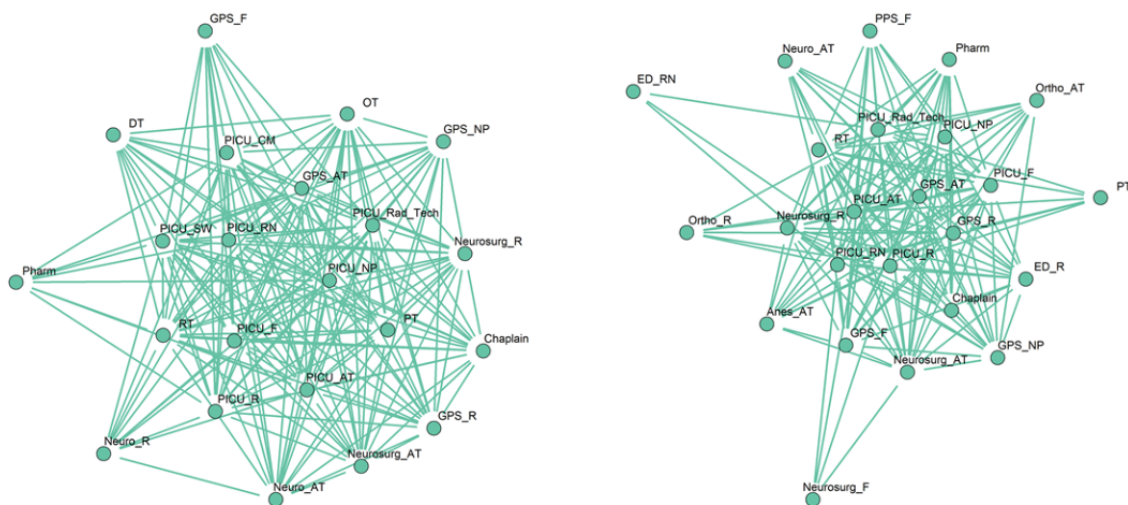 GPS_F
OT
DT
GPS_NP
PICU_CM
GPS_AT
PICU_Rad_Tech
PICU_SW
PICU_RN
Neurosurg_R
PICU_NP
Pharm
RT
PICU_F
PT
Chaplain
PICU_AT
PICU_R
GPS_R
Neuro_R
Neurosurg_AT
Neuro_AT
PPS_F
Neuro_AT
Pharm
ED_RN
Ortho_AT
PICU_Rad_Tech
PICU_NP
RT
PICU_F
GPS_AT
PT
PICU_AT
Ortho_R
Neurosurg_R
GPS_R
PICU_RN
PICU_R
ED_R
Chaplain
Anes_AT
GPS_F
GPS_NP
Neurosurg_AT
Neurosurg_F